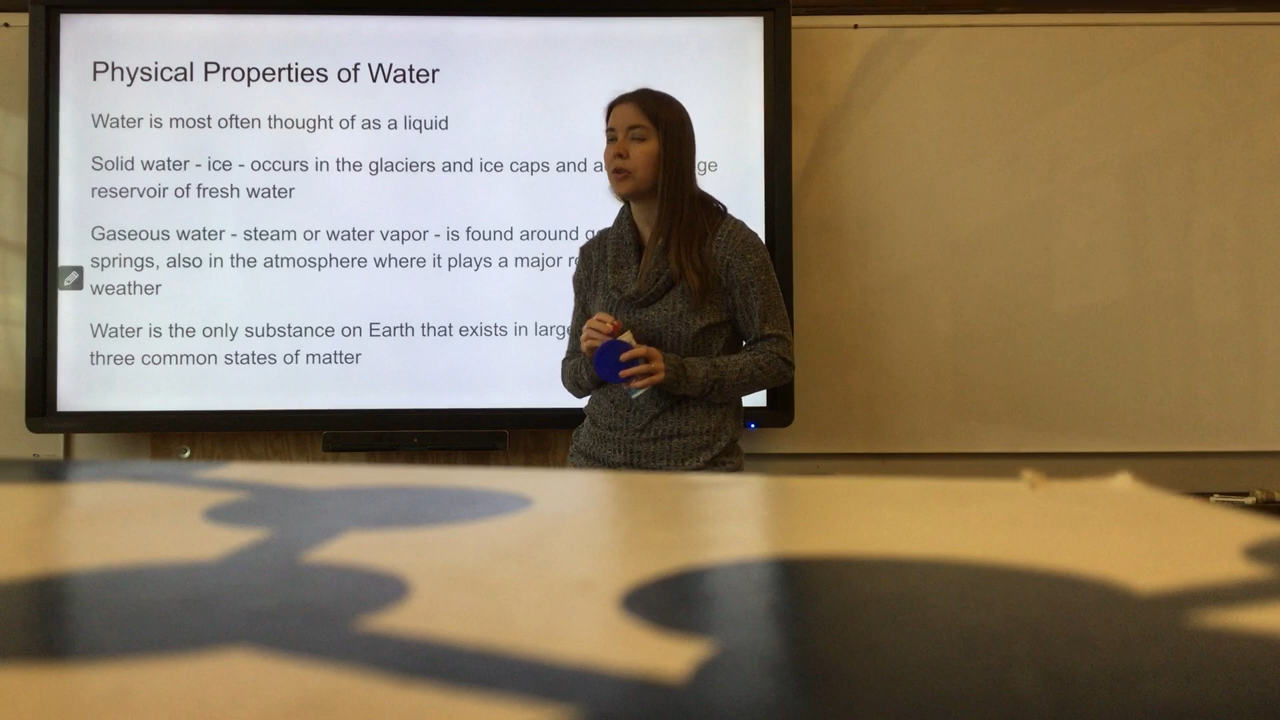 Physical Properties of Water
Water is most often thought of as a liquid
Solid water - ice - occurs in the glaciers and ice caps and
reservoir of fresh water
Gaseous water - steam or water vapor - is found around
springs, also in the atmosphere where it plays a major
weather
Water is the only substance on Earth that exists in
three common states of matter